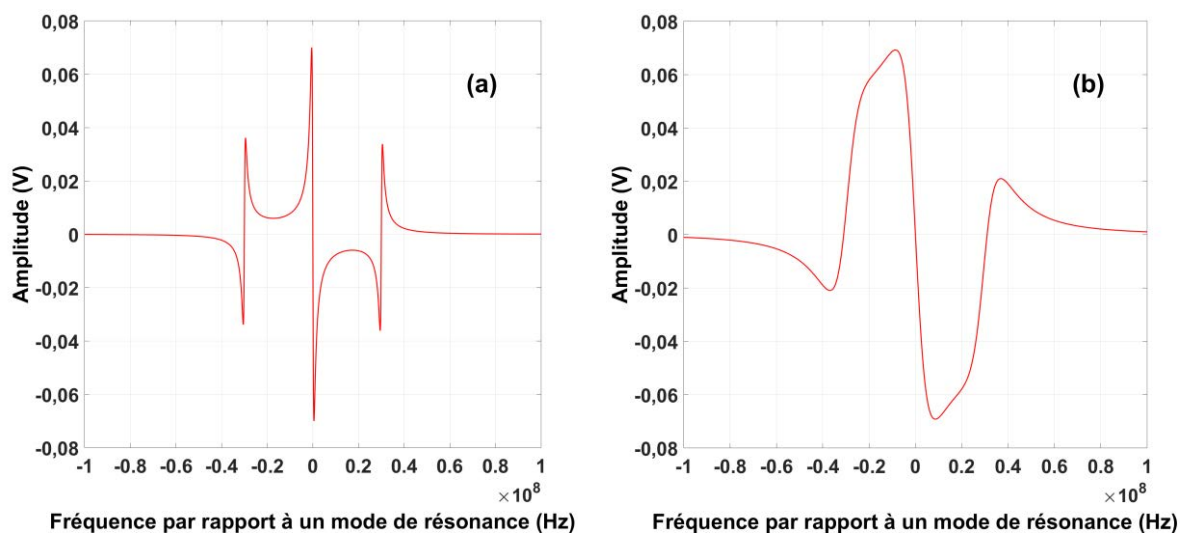 0,08
0,06
0,04
0,02
0
-0,02
-0,04
-0,06
-0,08
Amplitude (V)
(a)
-1 -0.8 -0.6 -0.4 -0.2 0 0.2 0.4 0.6 0.8 1
×10⁸
Fréquence par rapport à un mode de résonance (Hz)
0,08
0,06
0,04
0,02
0
-0,02
-0,04
-0,06
-0,08
Amplitude (V)
(b)
-1 -0.8 -0.6 -0.4 -0.2 0 0.2 0.4 0.6 0.8 1
×10⁸
Fréquence par rapport à un mode de résonance (Hz)